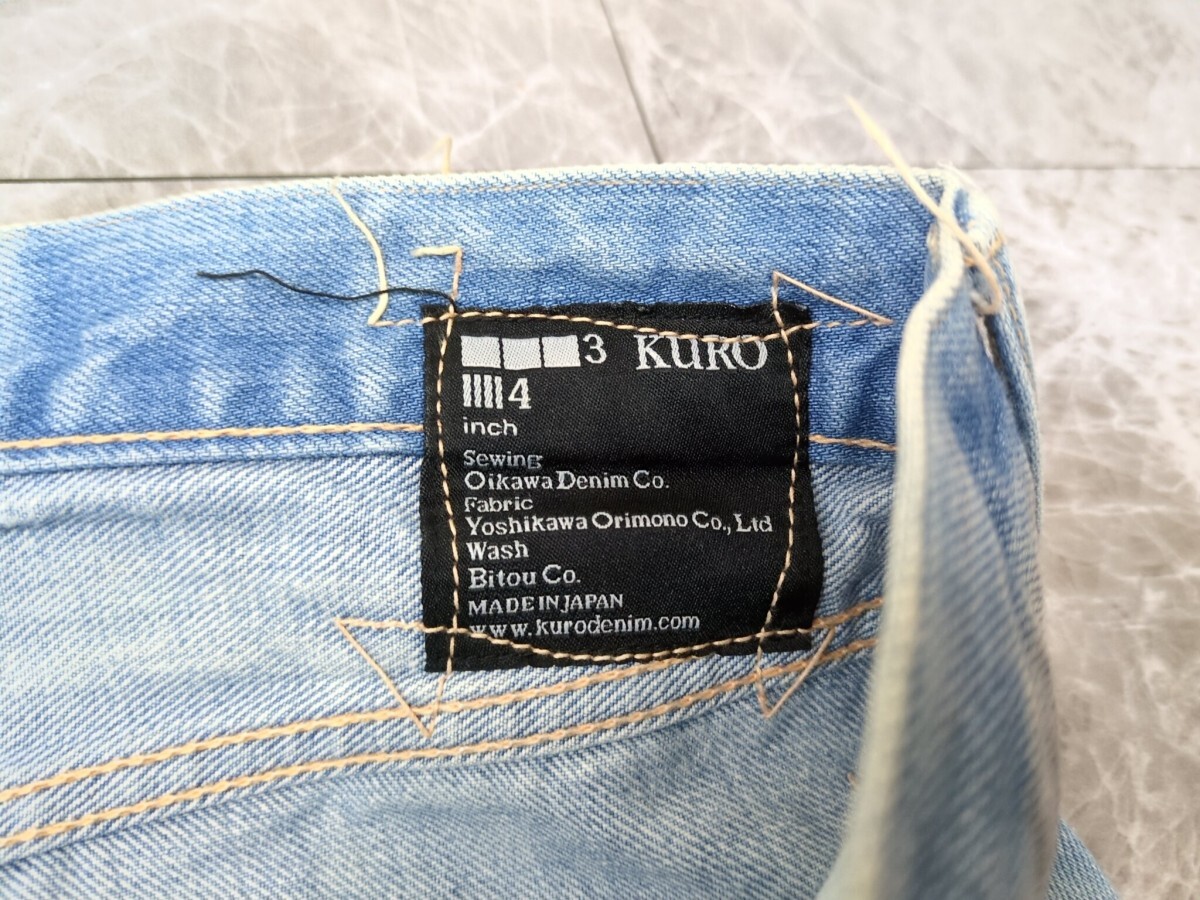 3 KURO
4
inch
Sewing
Oikawa Denim Co.
Fabric
Yoshikawa Orimono Co., Ltd
Wash
Bitou Co.
MADE IN JAPAN
www.kurodenim.com